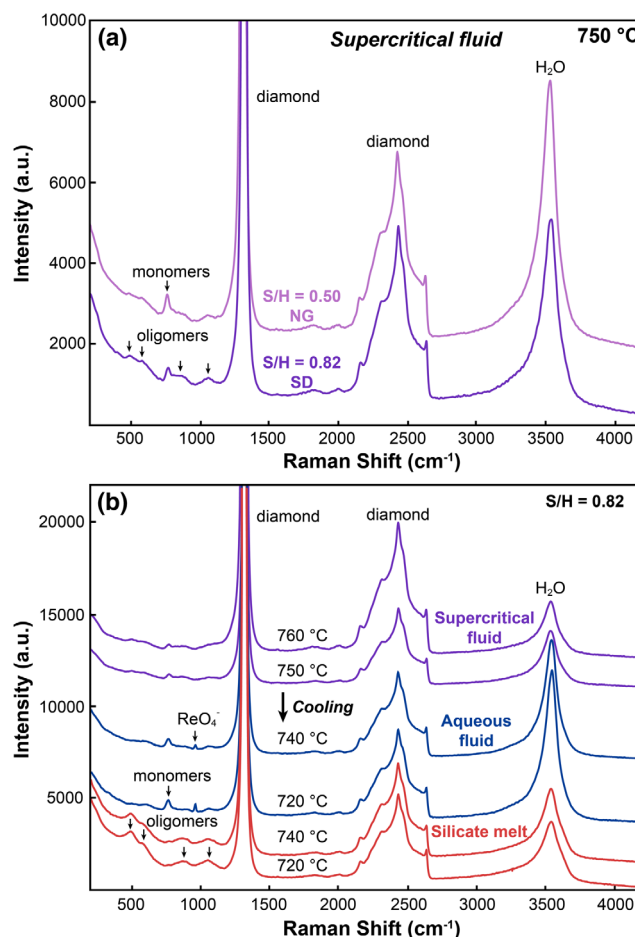 (a)
Supercritical fluid
750 °C
H₂O
diamond
diamond
monomers
S/H = 0.50
NG
oligomers
S/H = 0.82
SD
10000
8000
6000
4000
2000
Intensity (a.u.)
500 1000 1500 2000 2500 3000 3500 4000
Raman Shift (cm⁻¹)
(b)
S/H = 0.82
diamond
diamond
H₂O
760 °C
Supercritical
fluid
750 °C
Cooling
ReO₄⁻
740 °C
Aqueous
fluid
monomers
720 °C
oligomers
740 °C
Silicate melt
720 °C
20000
15000
10000
5000
Intensity (a.u.)
500 1000 1500 2000 2500 3000 3500 4000
Raman Shift (cm⁻¹)